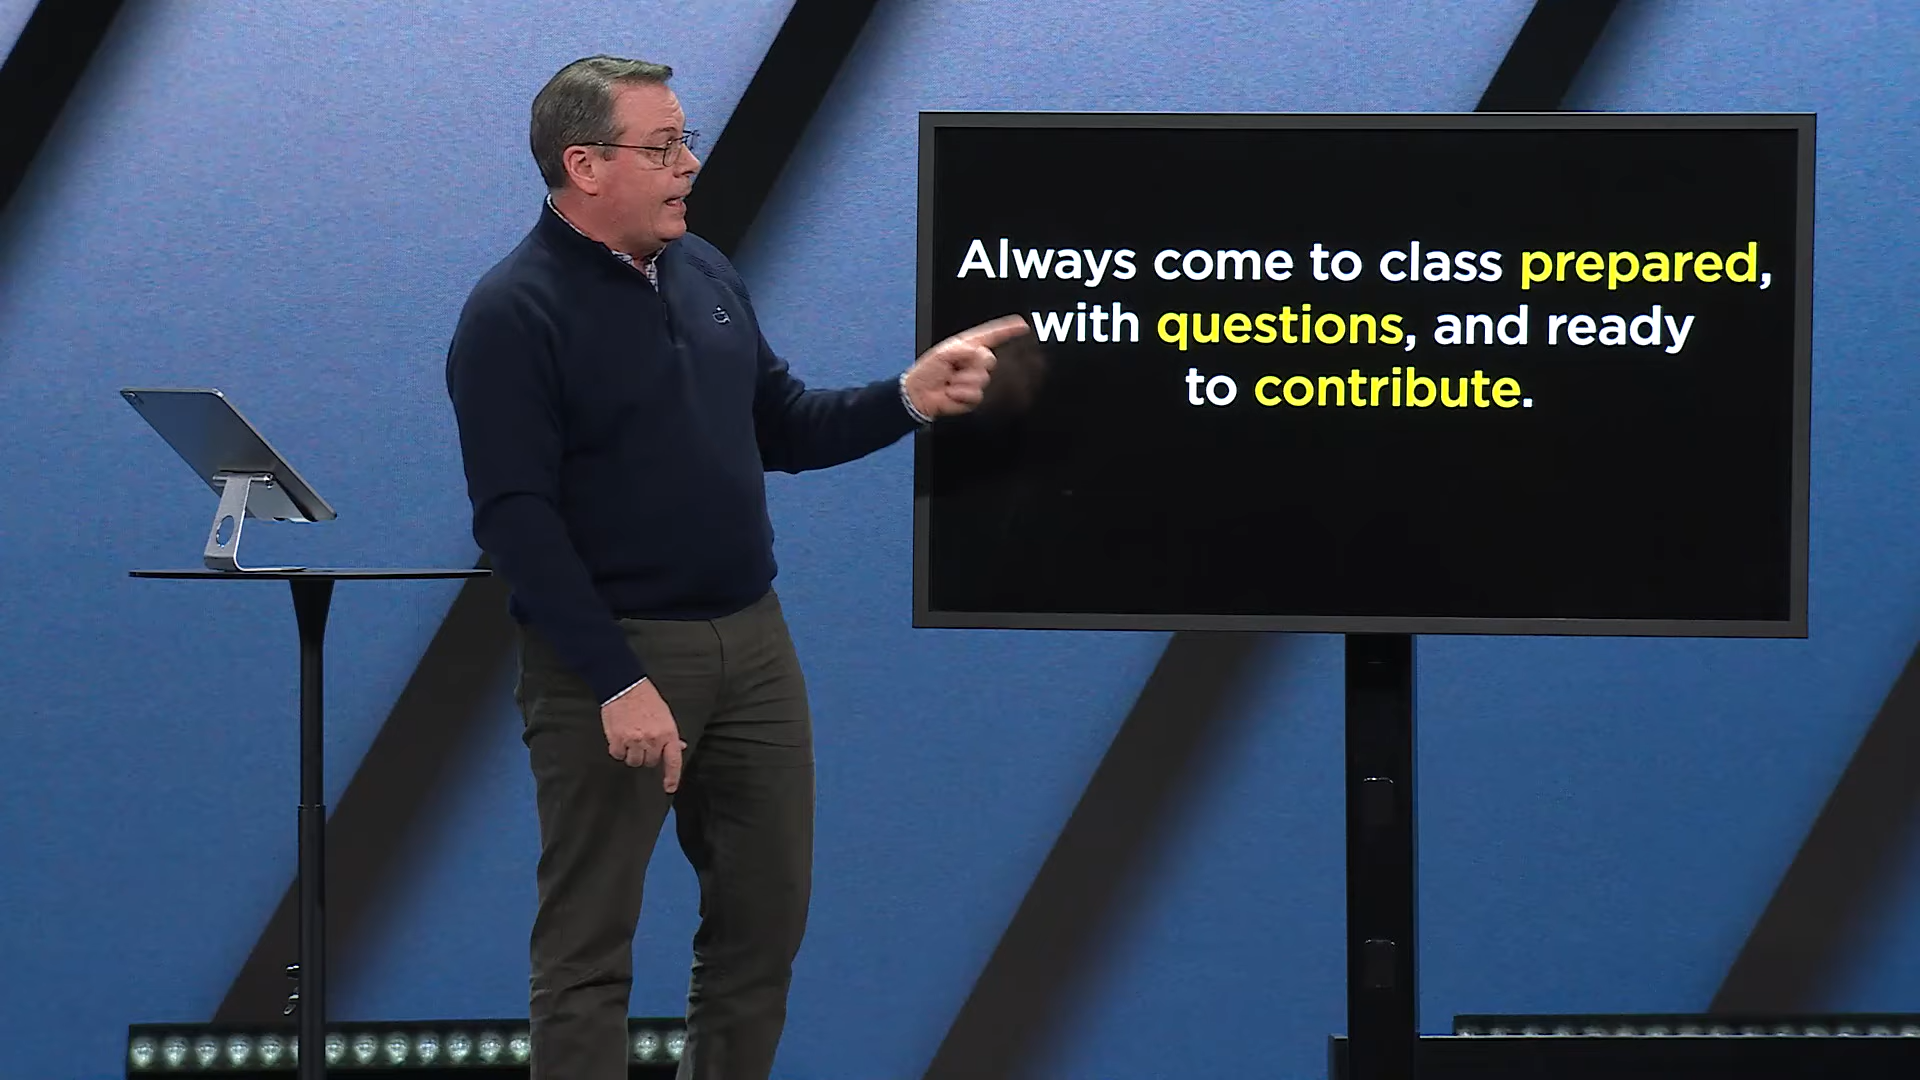 Always come to class prepared,
with questions, and ready
to contribute.